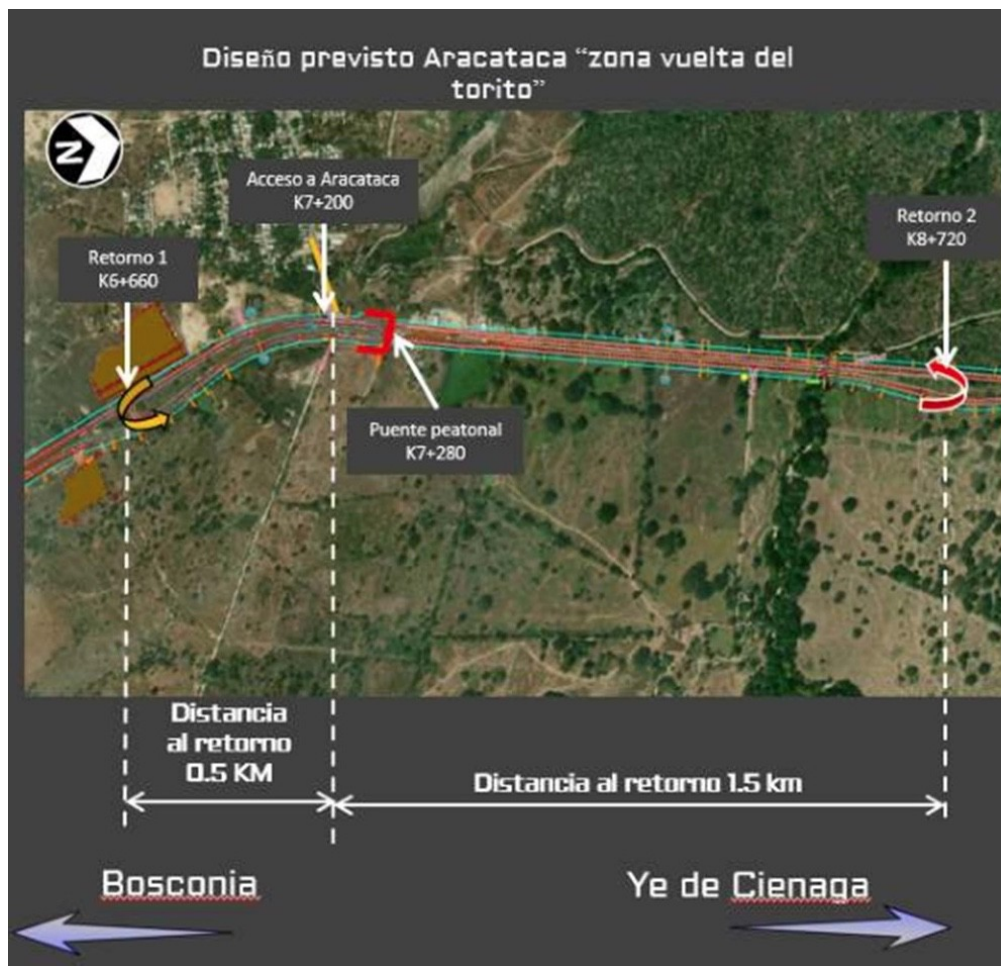 Diseño previsto Aracataca “zona vuelta del
torito”
N
Acceso a Aracataca
K7+200
Retorno 2
K8+720
Retorno 1
K6+660
Puente peatonal
K7+280
Distancia
al retorno
0.5 KM
Distancia al retorno 1.5 km
Bosconia
Ye de Cienaga